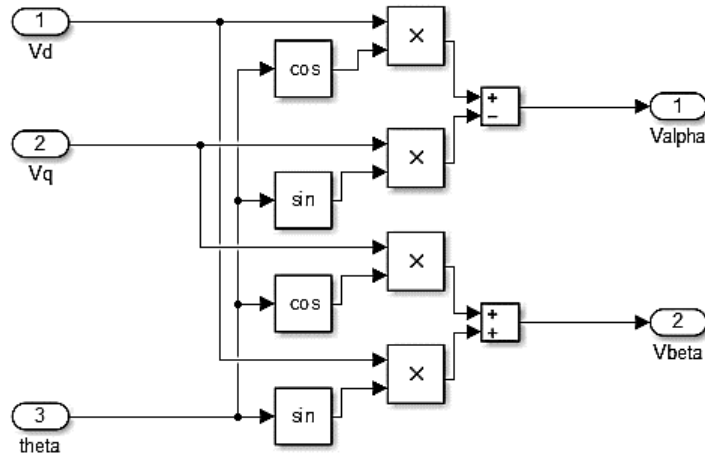 1
Vd
cos
×
+
−
1
Valpha
2
Vq
×
sin
×
cos
+
+
2
Vbeta
×
3
theta
sin